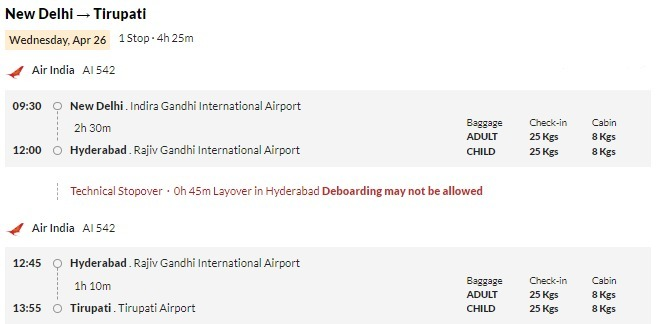 New Delhi → Tirupati
Wednesday, Apr 26 1 Stop · 4h 25m
Air India AI 542
09:30 New Delhi . Indira Gandhi International Airport
Baggage Check-in Cabin
2h 30m
ADULT 25 Kgs 8 Kgs
12:00 Hyderabad . Rajiv Gandhi International Airport
CHILD 25 Kgs 8 Kgs
Technical Stopover · 0h 45m Layover in Hyderabad Deboarding may not be allowed
Air India AI 542
12:45 Hyderabad . Rajiv Gandhi International Airport
Baggage Check-in Cabin
1h 10m
ADULT 25 Kgs 8 Kgs
13:55 Tirupati . Tirupati Airport
CHILD 25 Kgs 8 Kgs